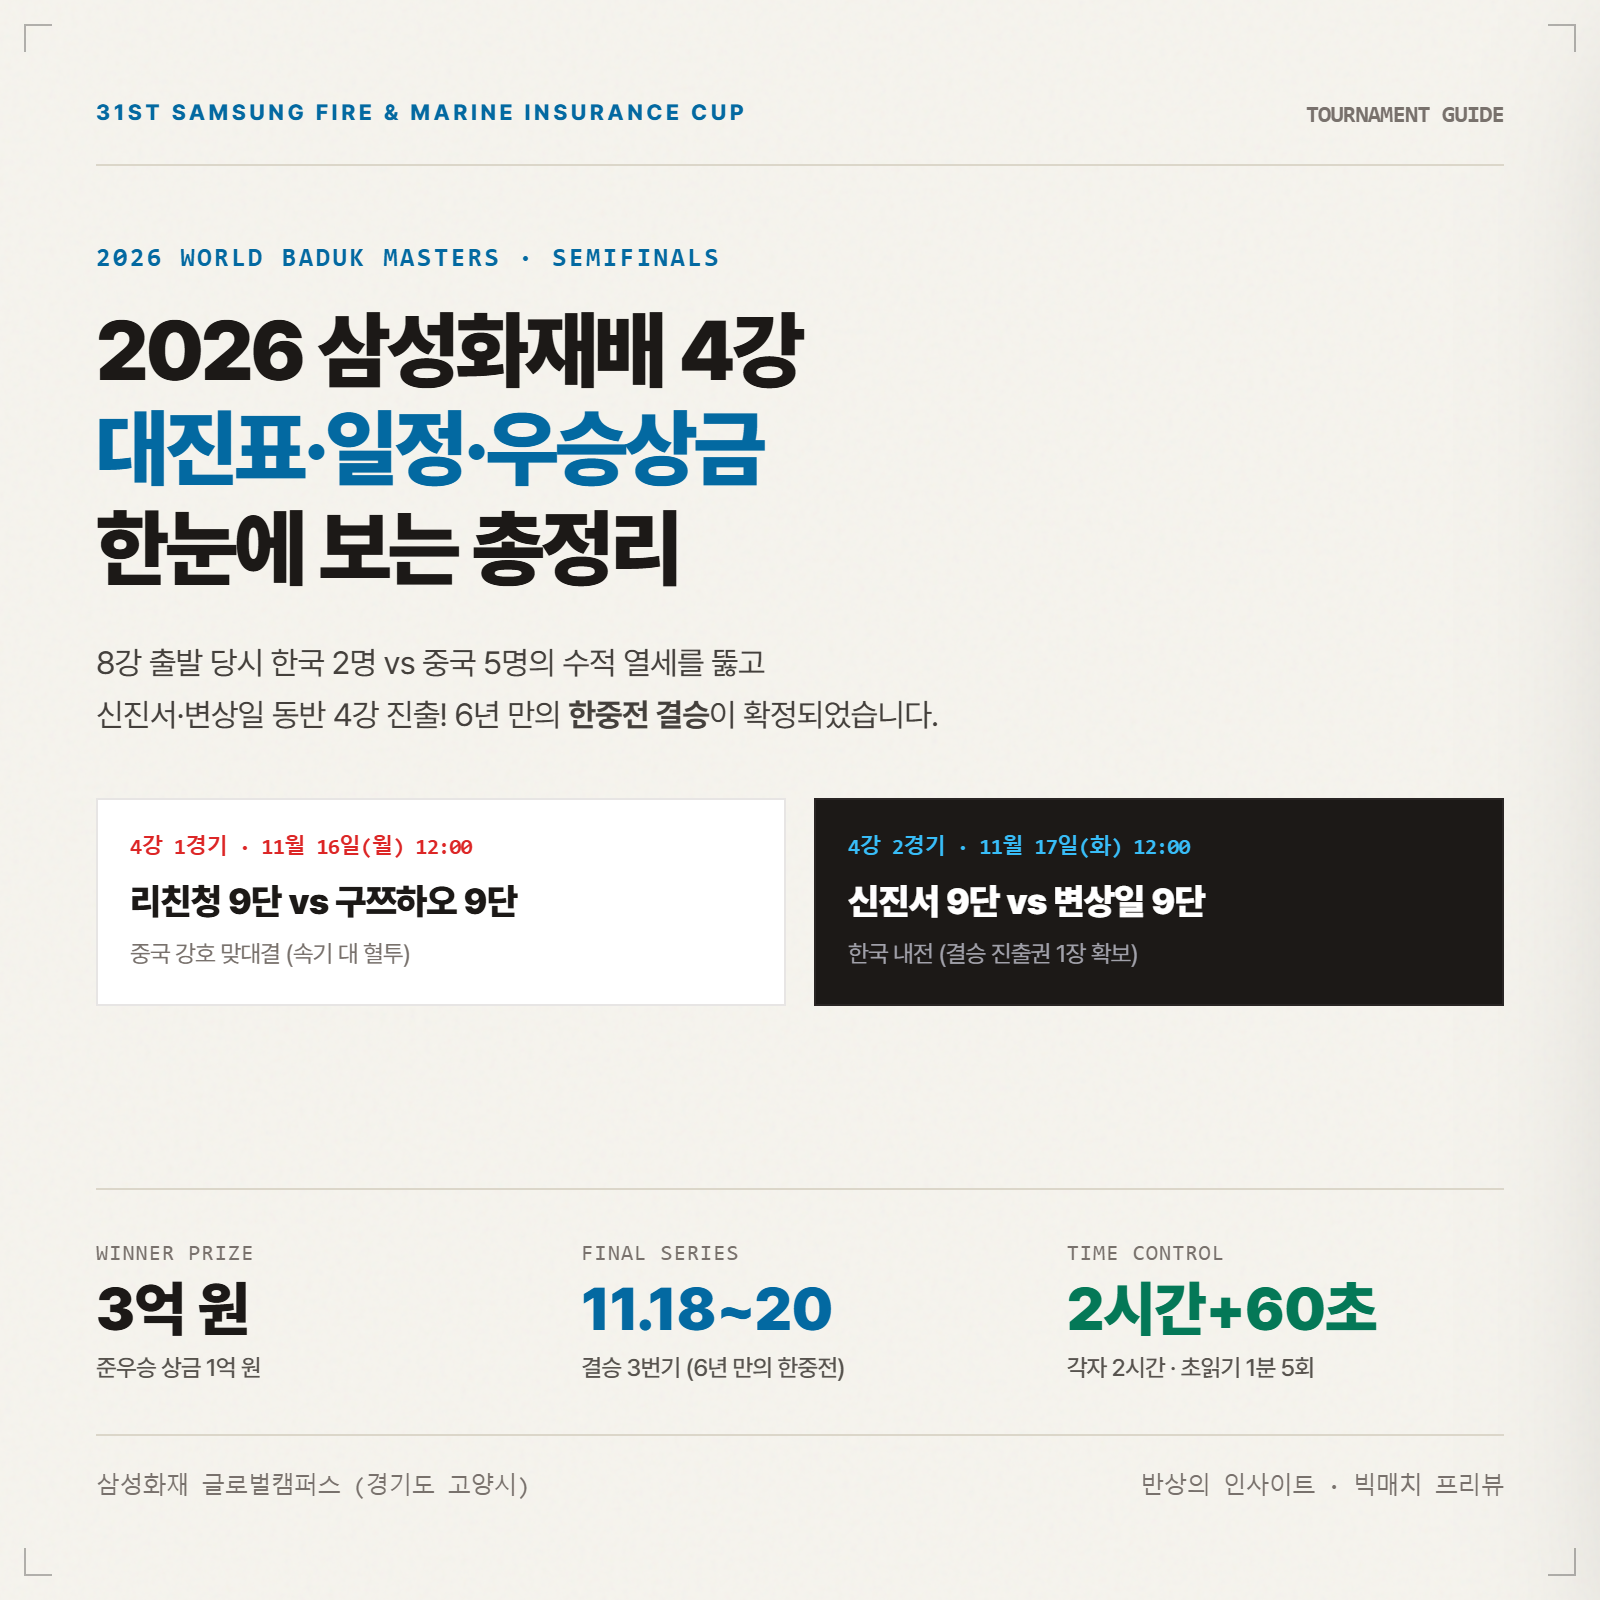 31ST SAMSUNG FIRE & MARINE INSURANCE CUP
TOURNAMENT GUIDE
2026 WORLD BADUK MASTERS · SEMIFINALS
2026 삼성화재배 4강
대진표·일정·우승상금
한눈에 보는 총정리
8강 출발 당시 한국 2명 vs 중국 5명의 수적 열세를 뚫고
신진서·변상일 동반 4강 진출! 6년 만의 한중전 결승이 확정되었습니다.
4강 1경기 · 11월 16일(월) 12:00
리친청 9단 vs 구쯔하오 9단
중국 강호 맞대결 (속기 대 혈투)
4강 2경기 · 11월 17일(화) 12:00
신진서 9단 vs 변상일 9단
한국 내전 (결승 진출권 1장 확보)
WINNER PRIZE
3억 원
준우승 상금 1억 원
FINAL SERIES
11.18~20
결승 3번기 (6년 만의 한중전)
TIME CONTROL
2시간+60초
각자 2시간 · 초읽기 1분 5회
삼성화재 글로벌캠퍼스 (경기도 고양시)
반상의 인사이트 · 빅매치 프리뷰